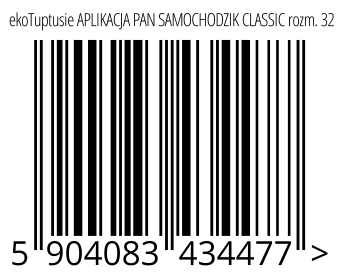 ekoTuptusie APLIKACJA PAN SAMOCHODZIK CLASSIC rozm. 32
5 904083 434477 >